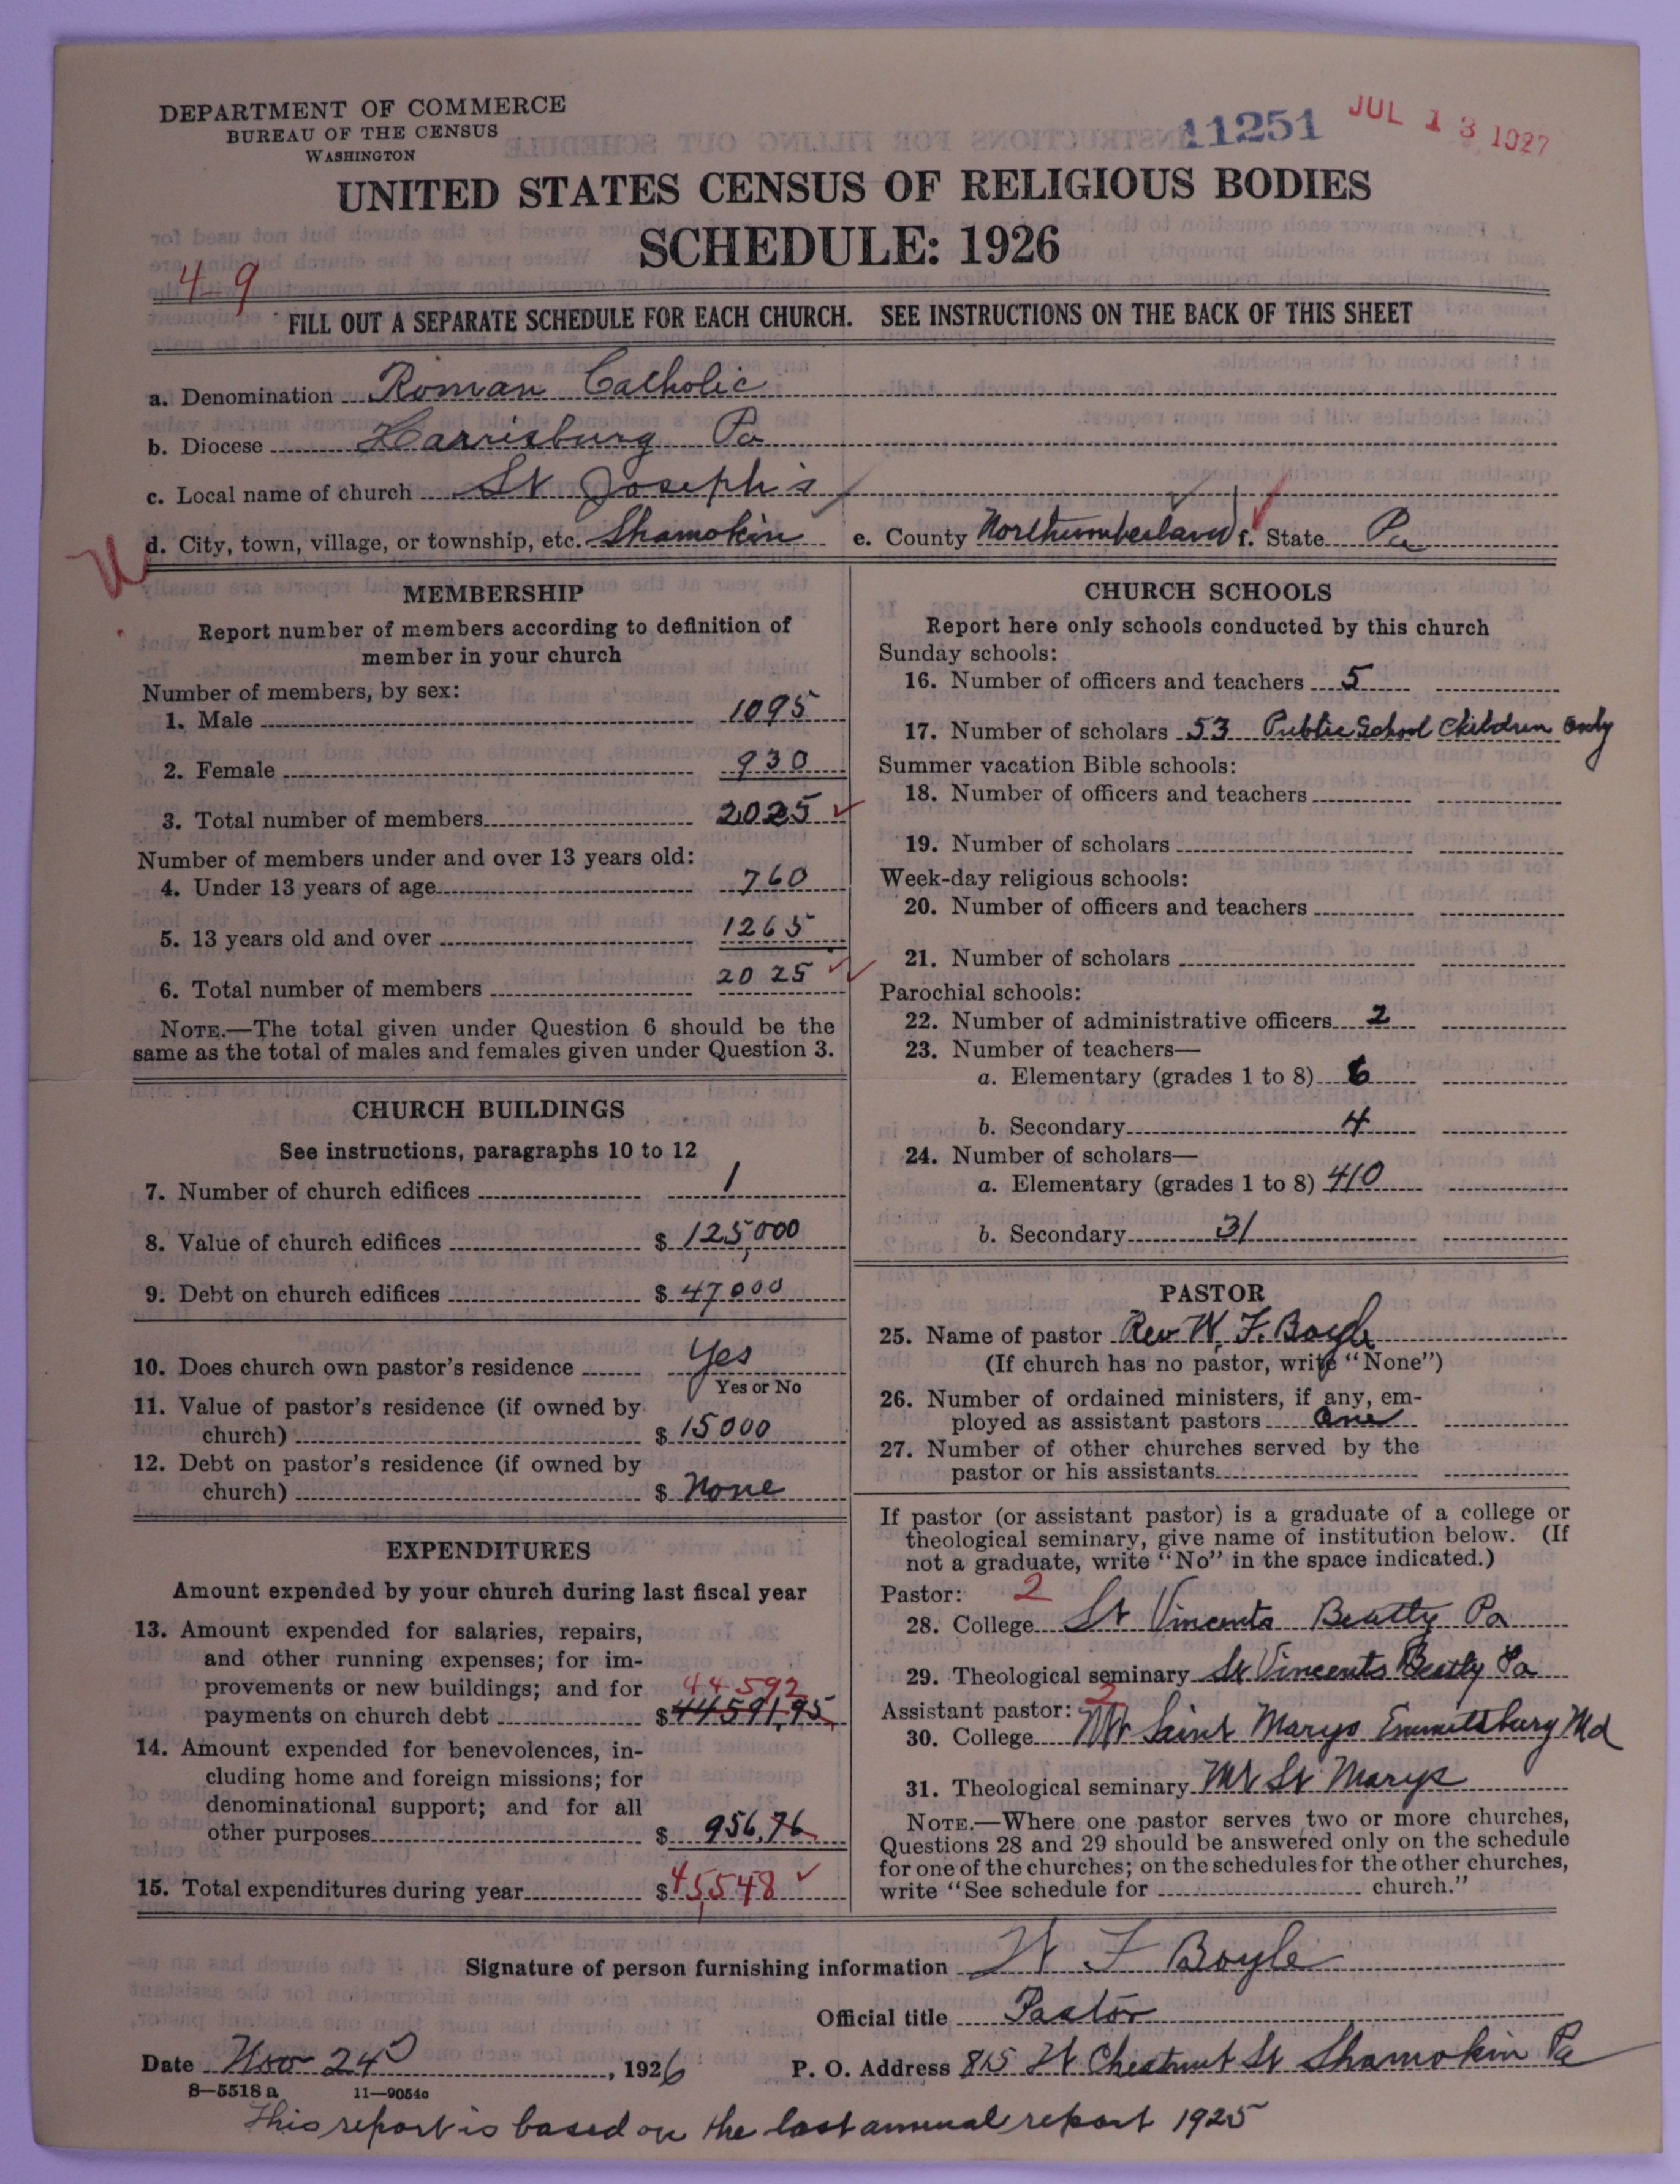 DEPARTMENT OF COMMERCE
BUREAU OF THE CENSUS
WASHINGTON
11251
JUL 13 1927
UNITED STATES CENSUS OF RELIGIOUS BODIES
SCHEDULE: 1926
49
FILL OUT A SEPARATE SCHEDULE FOR EACH CHURCH. SEE INSTRUCTIONS ON THE BACK OF THIS SHEET
a. Denomination Roman Catholic
b. Diocese Harrisburg Pa
c. Local name of church St Joseph's
d. City, town, village, or township, etc. Shamokin e. County Northumberland f. State Pa
MEMBERSHIP
Report number of members according to definition of
member in your church
Number of members, by sex:
1. Male 1095
2. Female 930
3. Total number of members 2025
Number of members under and over 13 years old:
4. Under 13 years of age 760
5. 13 years old and over 1265
6. Total number of members 2025
NOTE.—The total given under Question 6 should be the
same as the total of males and females given under Question 3.
CHURCH BUILDINGS
See instructions, paragraphs 10 to 12
7. Number of church edifices 1
8. Value of church edifices $ 125,000
9. Debt on church edifices $ 47000
10. Does church own pastor's residence Yes
Yes or No
11. Value of pastor's residence (if owned by
church) $ 15000
12. Debt on pastor's residence (if owned by
church) $ None
EXPENDITURES
Amount expended by your church during last fiscal year
13. Amount expended for salaries, repairs,
and other running expenses; for im-
provements or new buildings; and for 44592
payments on church debt $ 44591,95
14. Amount expended for benevolences, in-
cluding home and foreign missions; for
denominational support; and for all
other purposes $ 956,76
15. Total expenditures during year $ 45,548
CHURCH SCHOOLS
Report here only schools conducted by this church
Sunday schools:
16. Number of officers and teachers 5
17. Number of scholars 53 Public School Children Only
Summer vacation Bible schools:
18. Number of officers and teachers
19. Number of scholars
Week-day religious schools:
20. Number of officers and teachers
21. Number of scholars
Parochial schools:
22. Number of administrative officers 2
23. Number of teachers—
a. Elementary (grades 1 to 8) 6
b. Secondary 4
24. Number of scholars—
a. Elementary (grades 1 to 8) 410
b. Secondary 31
PASTOR
25. Name of pastor Rev W. F. Boyle
(If church has no pastor, write "None")
26. Number of ordained ministers, if any, em-
ployed as assistant pastors One
27. Number of other churches served by the
pastor or his assistants
If pastor (or assistant pastor) is a graduate of a college or
theological seminary, give name of institution below. (If
not a graduate, write "No" in the space indicated.)
Pastor: 2
28. College St Vincents Beatty Pa
29. Theological seminary St Vincents Beatty Pa
Assistant pastor: 2
30. College Mt Saint Marys Emmitsburg Md
31. Theological seminary Mt St Marys
NOTE.—Where one pastor serves two or more churches,
Questions 28 and 29 should be answered only on the schedule
for one of the churches; on the schedules for the other churches,
write "See schedule for church."
Signature of person furnishing information W F Boyle
Official title Pastor
Date Nov 24, 1926 P. O. Address 815 W Chestnut St Shamokin Pa
8—5518 a 11—9054c
This report is based on the last annual report 1925